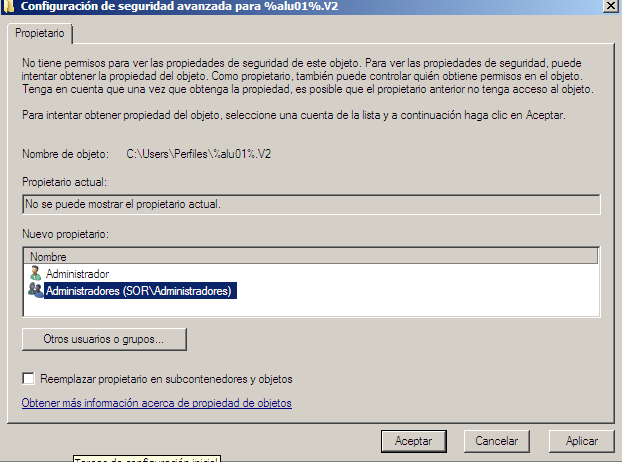 Configuración de seguridad avanzada para %alu01%.V2
Propietario
No tiene permisos para ver las propiedades de seguridad de este objeto. Para ver las propiedades de seguridad, puede
intentar obtener la propiedad del objeto. Como propietario, también puede controlar quién obtiene permisos en el objeto.
Tenga en cuenta que una vez que obtenga la propiedad, es posible que el propietario anterior no tenga acceso al objeto.
Para intentar obtener propiedad del objeto, seleccione una cuenta de la lista y a continuación haga clic en Aceptar.
Nombre de objeto: C:\Users\Perfiles\%alu01%.V2
Propietario actual:
No se puede mostrar el propietario actual.
Nuevo propietario:
Nombre
Administrador
Administradores (SOR\Administradores)
Otros usuarios o grupos...
Reemplazar propietario en subcontenedores y objetos
Obtener más información acerca de propiedad de objetos
Aceptar Cancelar Aplicar
Tareas de configuración inicial